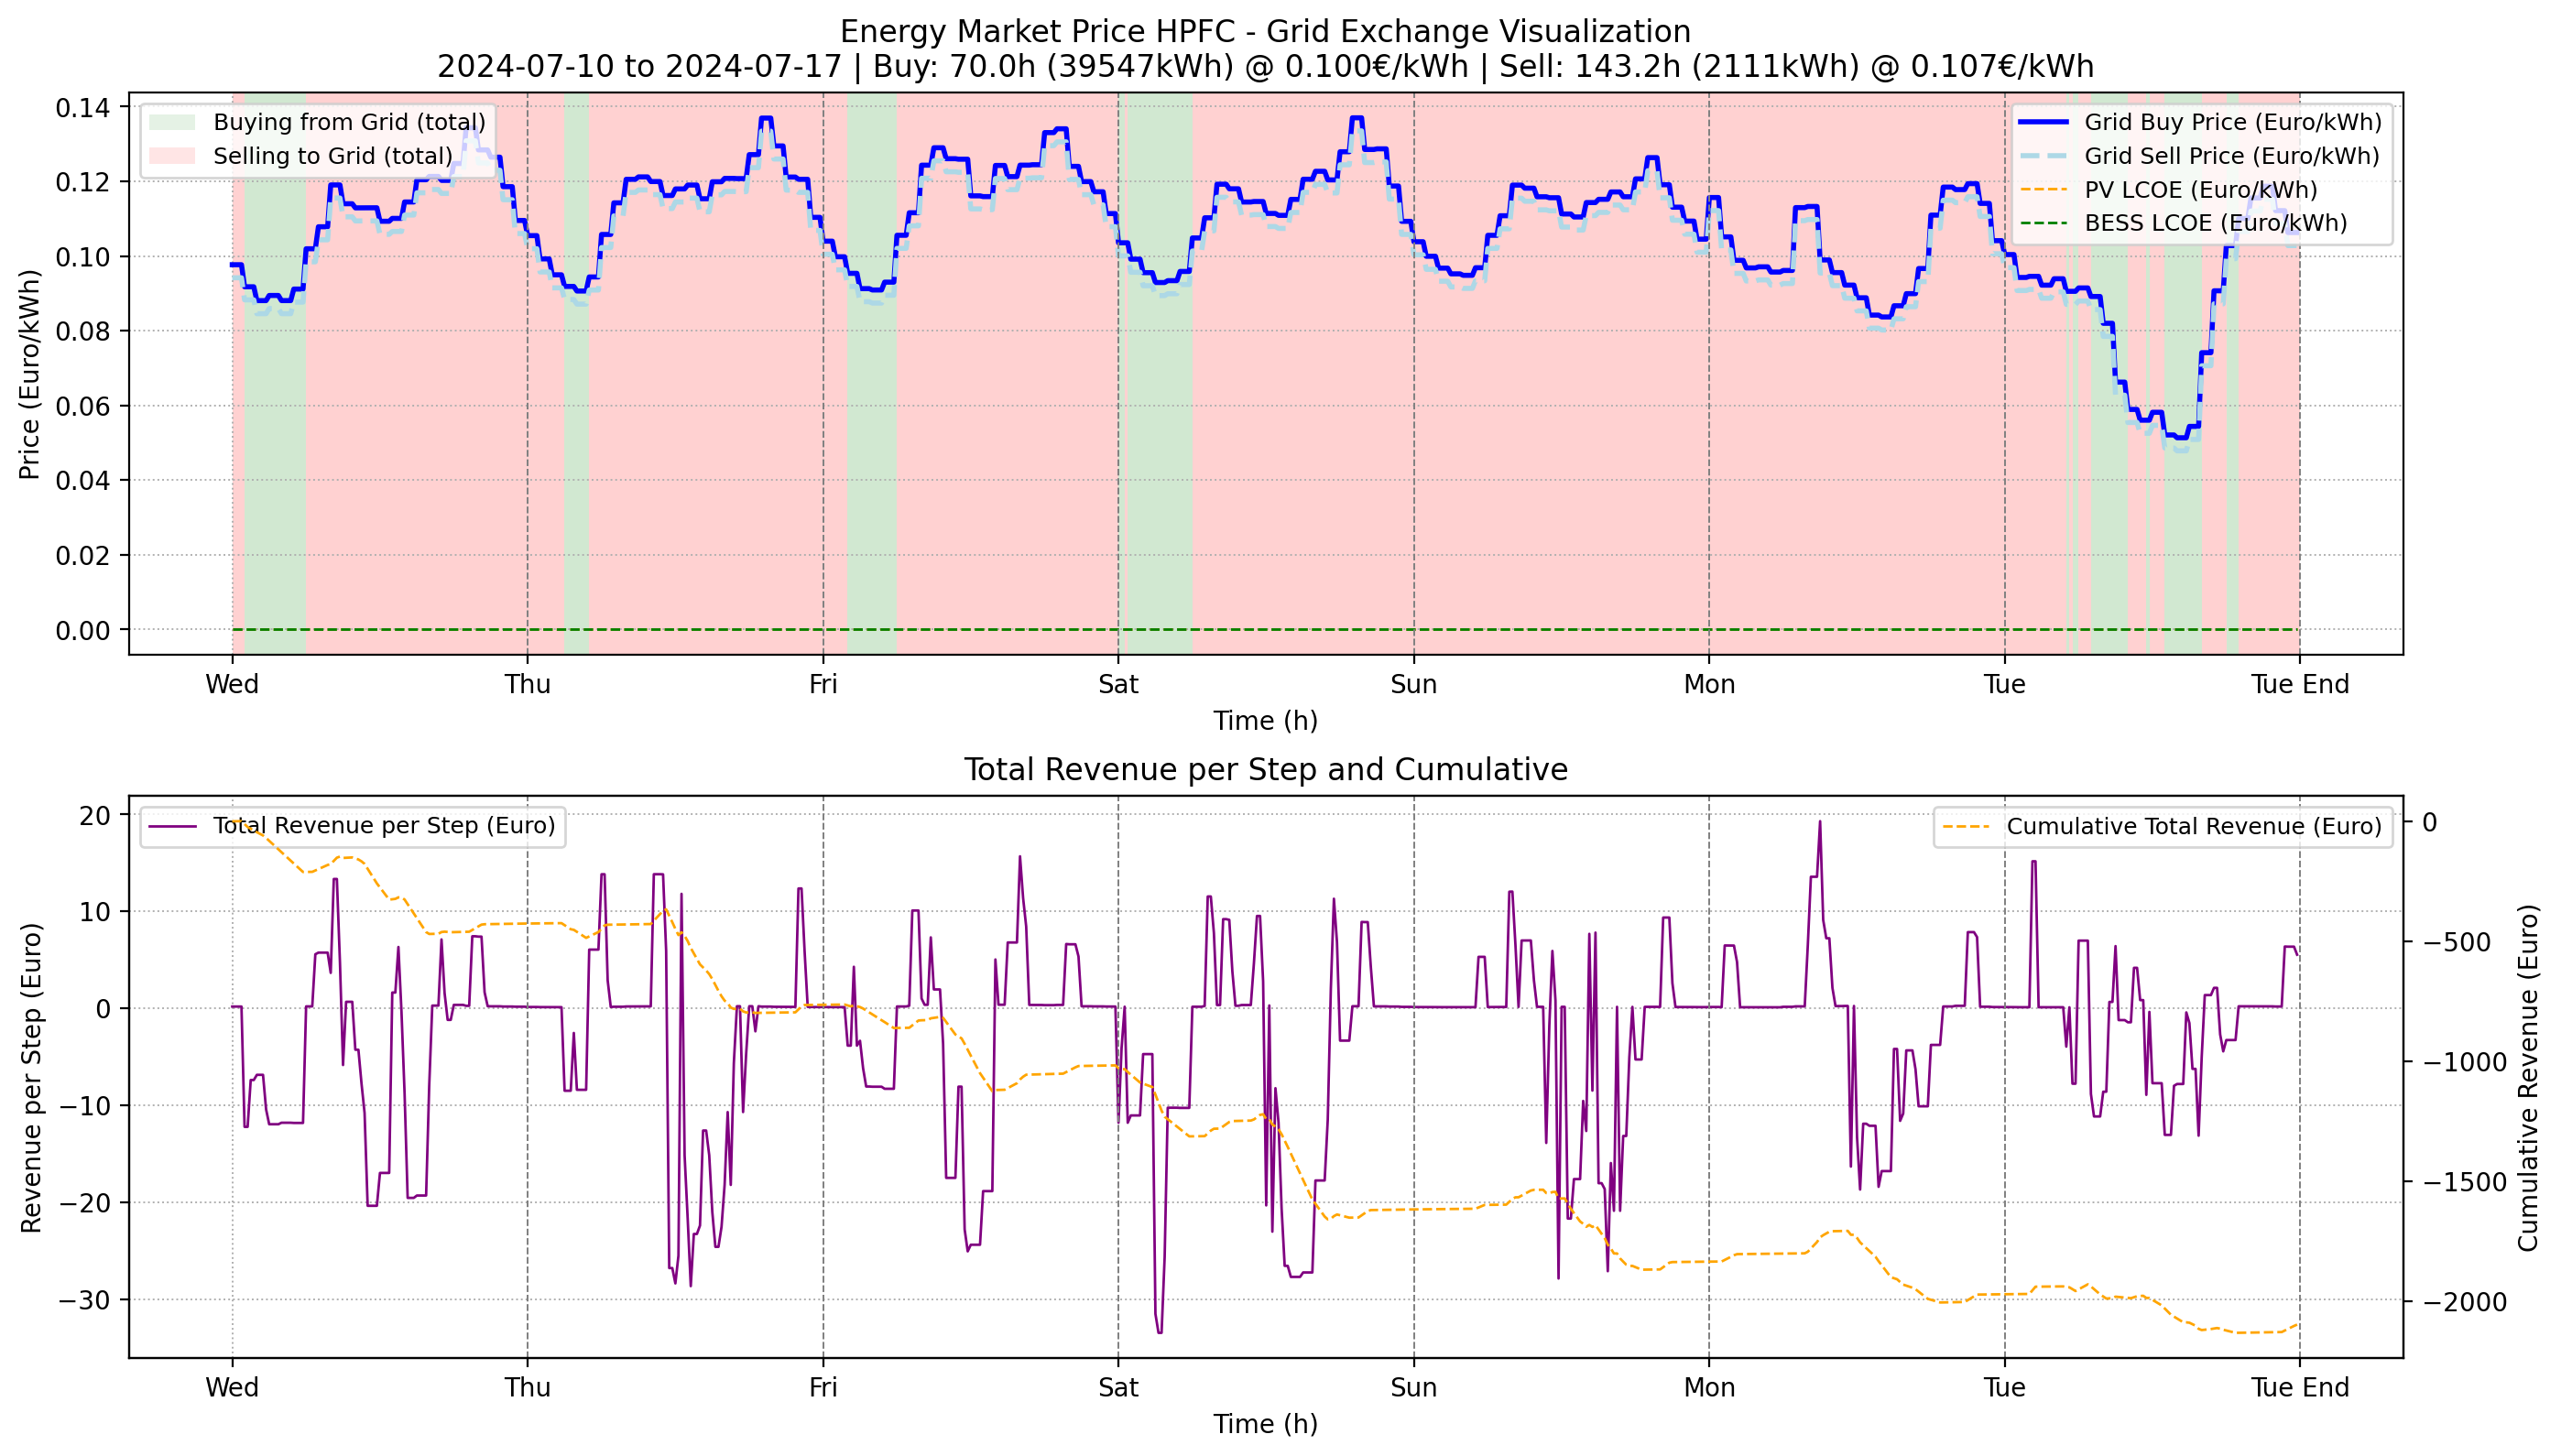 Energy Market Price HPFC - Grid Exchange Visualization
2024-07-10 to 2024-07-17 | Buy: 70.0h (39547kWh) @ 0.100€/kWh | Sell: 143.2h (2111kWh) @ 0.107€/kWh
Buying from Grid (total)
Selling to Grid (total)
Grid Buy Price (Euro/kWh)
Grid Sell Price (Euro/kWh)
PV LCOE (Euro/kWh)
BESS LCOE (Euro/kWh)
Price (Euro/kWh)
0.14
0.12
0.10
0.08
0.06
0.04
0.02
0.00
Wed Thu Fri Sat Sun Mon Tue Tue End
Time (h)
Total Revenue per Step and Cumulative
Total Revenue per Step (Euro)
Cumulative Total Revenue (Euro)
Revenue per Step (Euro)
20
10
0
−10
−20
−30
0
−500
−1000
−1500
−2000
Cumulative Revenue (Euro)
Wed Thu Fri Sat Sun Mon Tue Tue End
Time (h)